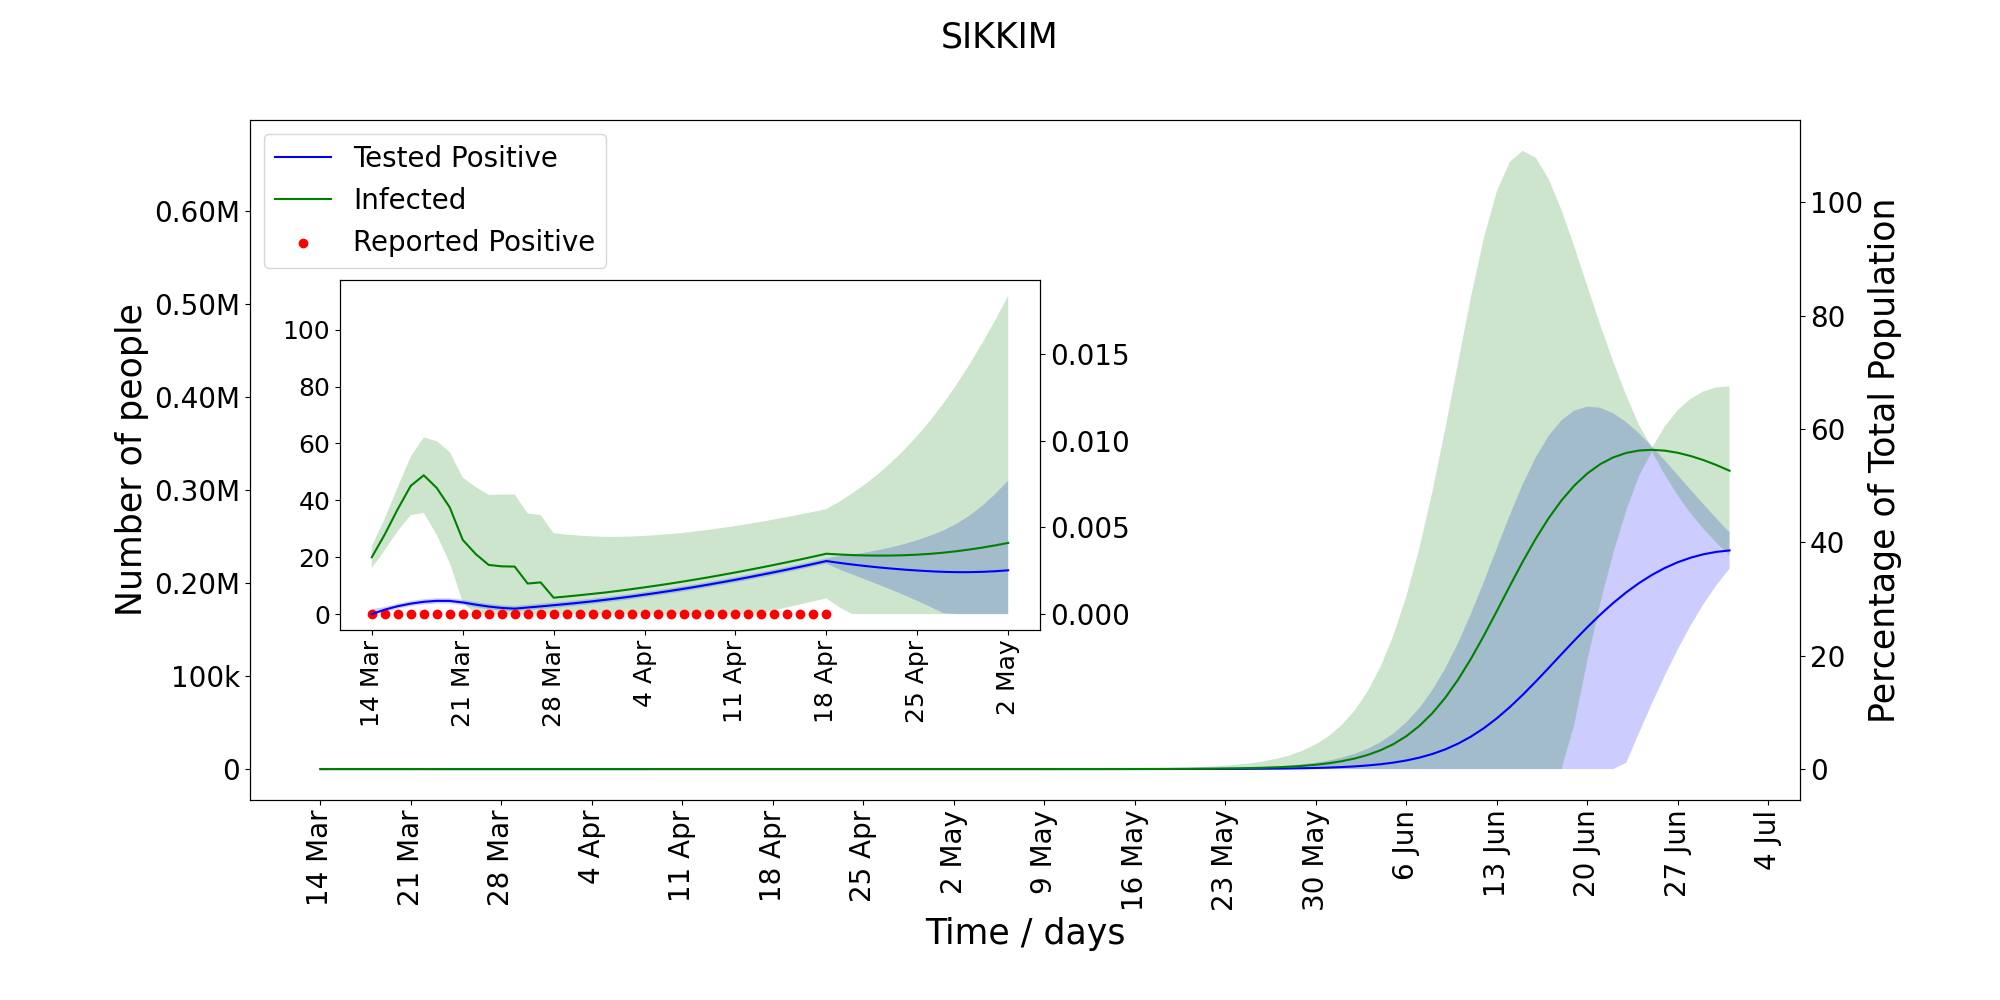 SIKKIM
Tested Positive
Infected
Reported Positive
Number of people
0.60M
0.50M
0.40M
0.30M
0.20M
100k
0
100
80
60
40
20
0
0.015
0.010
0.005
0.000
14 Mar
21 Mar
28 Mar
4 Apr
11 Apr
18 Apr
25 Apr
2 May
100
80
60
40
20
0
Percentage of Total Population
14 Mar
21 Mar
28 Mar
4 Apr
11 Apr
18 Apr
25 Apr
2 May
9 May
16 May
23 May
30 May
6 Jun
13 Jun
20 Jun
27 Jun
4 Jul
Time / days